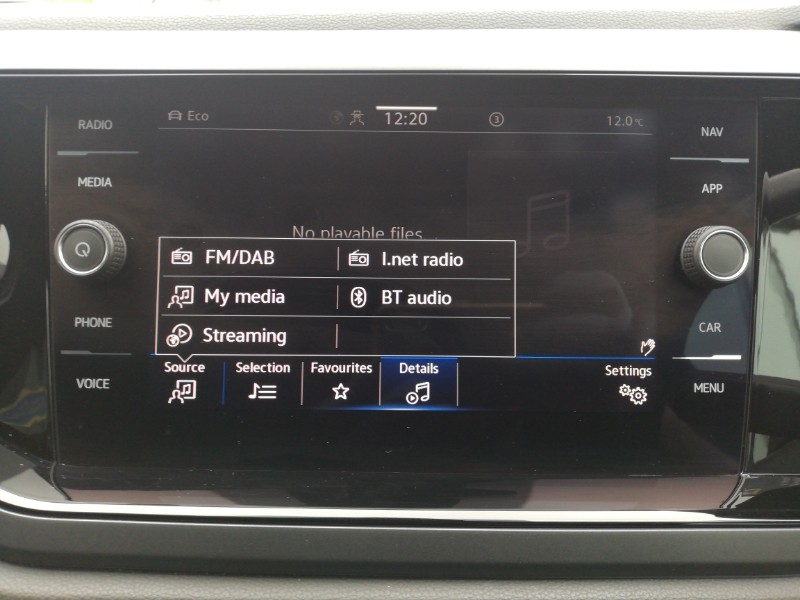 RADIO
MEDIA
PHONE
VOICE
Eco
12:20
3
12.0°C
No playable files...
FM/DAB
I.net radio
My media
BT audio
Streaming
Source
Selection
Favourites
Details
Settings
NAV
APP
CAR
MENU